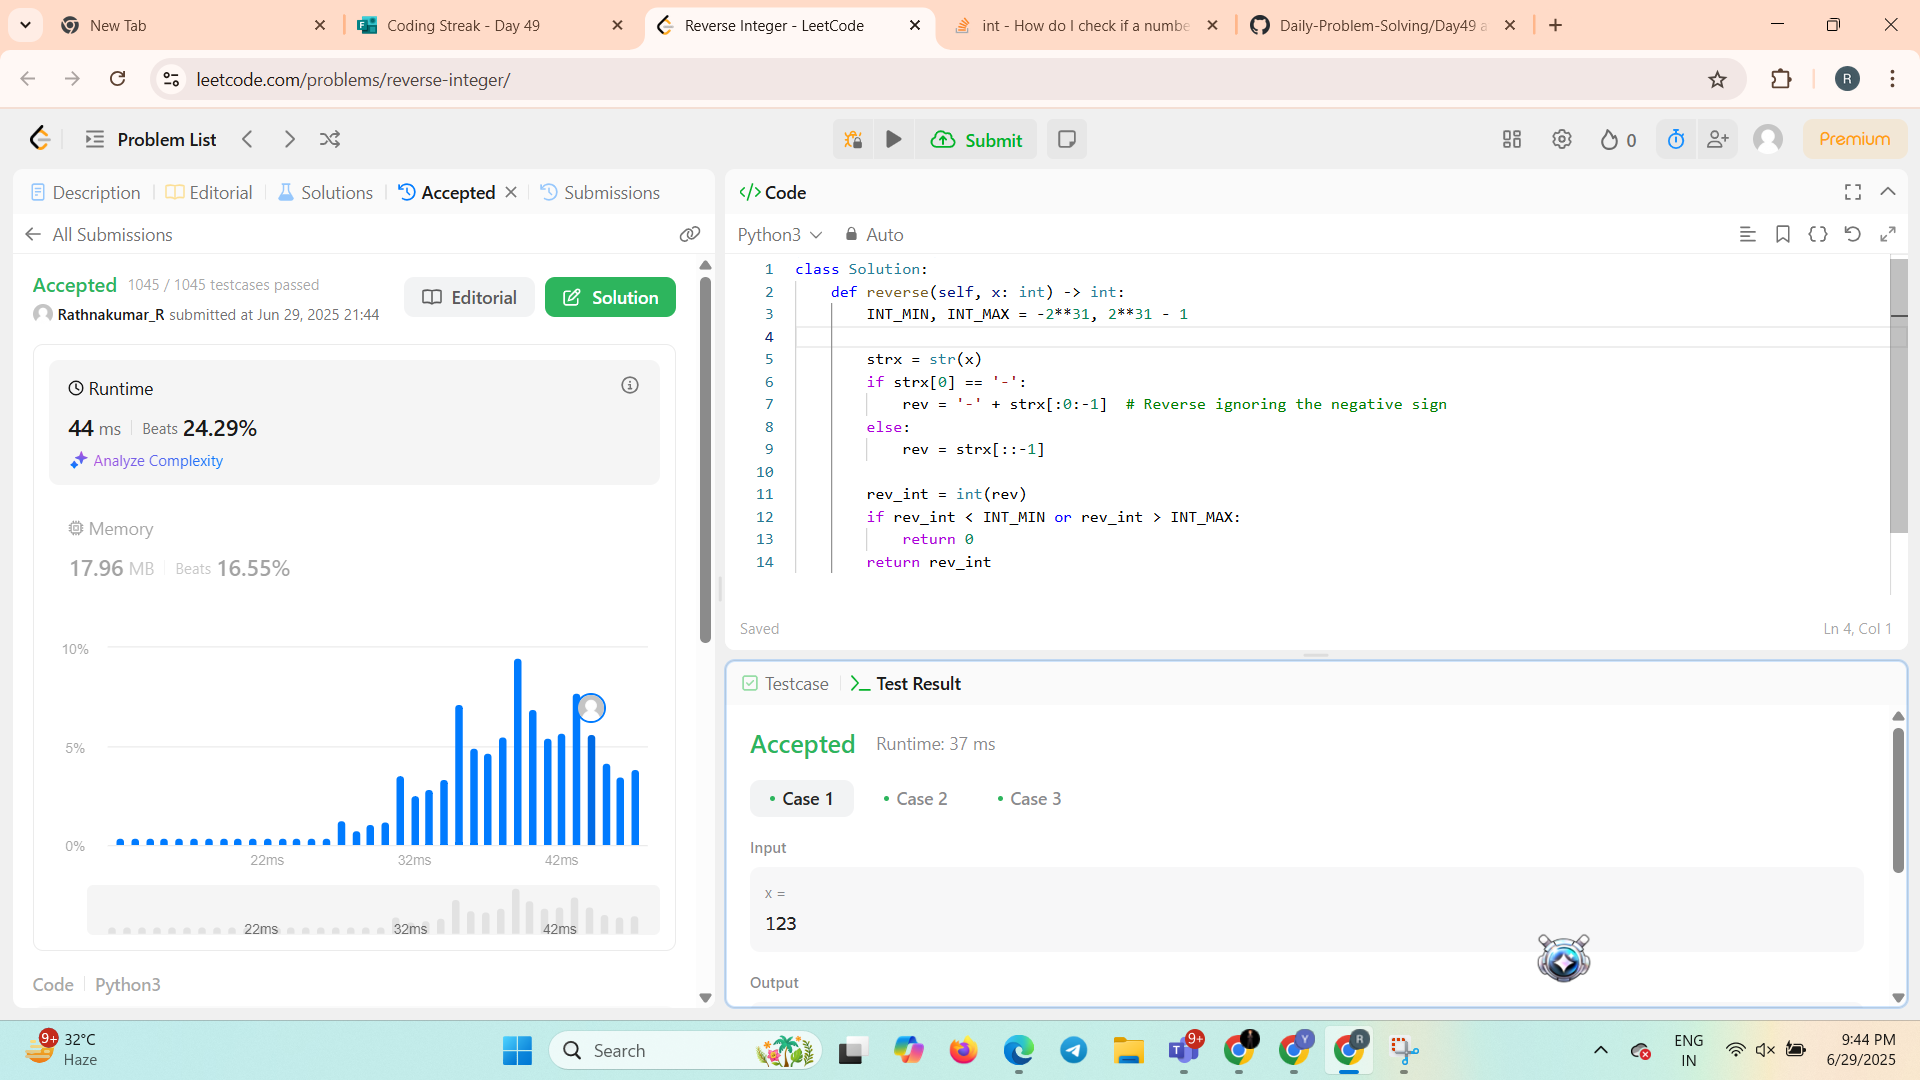 New Tab
Coding Streak - Day 49
Reverse Integer - LeetCode
int - How do I check if a numbe
Daily-Problem-Solving/Day49 a
leetcode.com/problems/reverse-integer/
R
Problem List
Submit
0
Premium
Description
Editorial
Solutions
Accepted
Submissions
All Submissions
Accepted 1045 / 1045 testcases passed
Rathnakumar_R submitted at Jun 29, 2025 21:44
Editorial
Solution
Runtime
44 ms Beats 24.29%
Analyze Complexity
Memory
17.96 MB Beats 16.55%
10%
5%
0%
22ms 32ms 42ms
22ms 32ms 42ms
Code Python3
</> Code
Python3 Auto
1 class Solution:
2 def reverse(self, x: int) -> int:
3 INT_MIN, INT_MAX = -2**31, 2**31 - 1
4
5 strx = str(x)
6 if strx[0] == '-':
7 rev = '-' + strx[:0:-1] # Reverse ignoring the negative sign
8 else:
9 rev = strx[::-1]
10
11 rev_int = int(rev)
12 if rev_int < INT_MIN or rev_int > INT_MAX:
13 return 0
14 return rev_int
Saved
Ln 4, Col 1
Testcase
Test Result
Accepted Runtime: 37 ms
Case 1
Case 2
Case 3
Input
x =
123
Output
9+
32°C
Haze
Search
9+
Y
R
ENG
IN
9:44 PM
6/29/2025